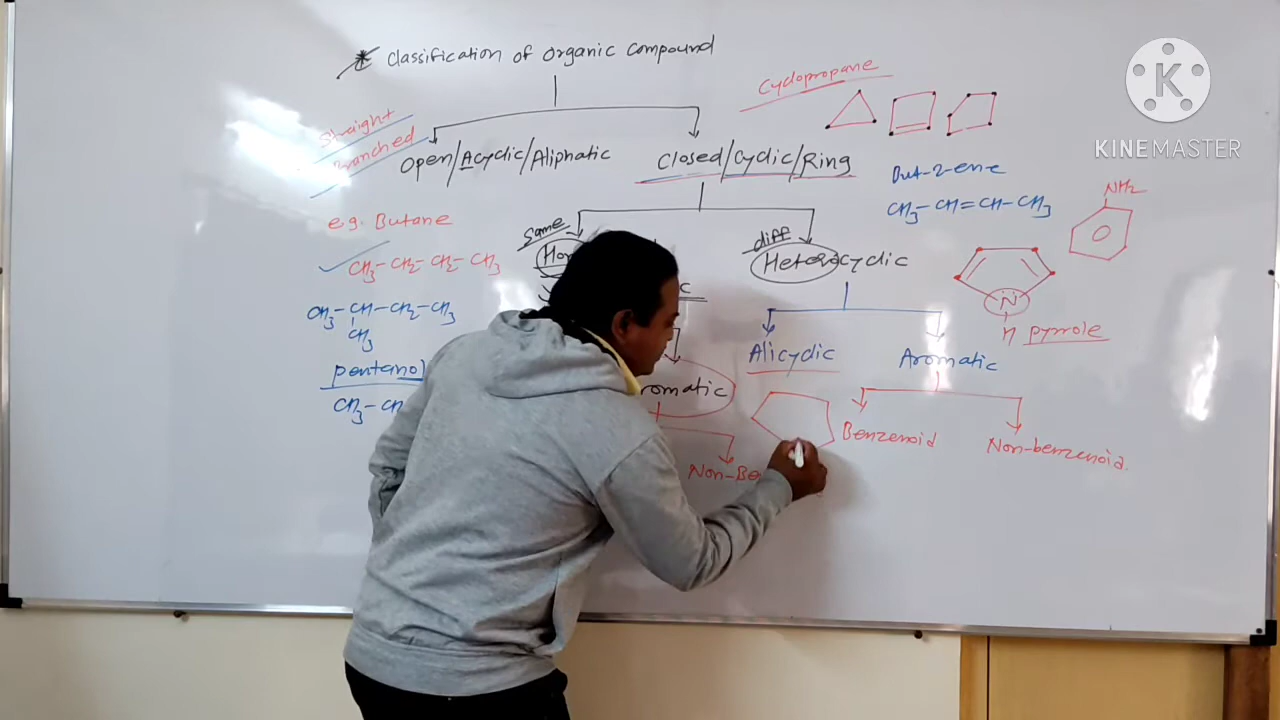 * Classification of Organic Compound
Cyclopropane
Straight
Branched
Open/Acyclic/Aliphatic
Closed/Cyclic/Ring
But-2-ene
CH3-CH=CH-CH3
NH2
K
KINEMASTER
e.g. Butane
CH3-CH2-CH2-CH3
CH3-CH-CH2-CH3
CH3
pentanol
CH3-CH
Same
Hom
diff
Heterocyclic
N
H pyrrole
Alicyclic
Aromatic
romatic
Non-Be
Benzenoid
Non-benzenoid.